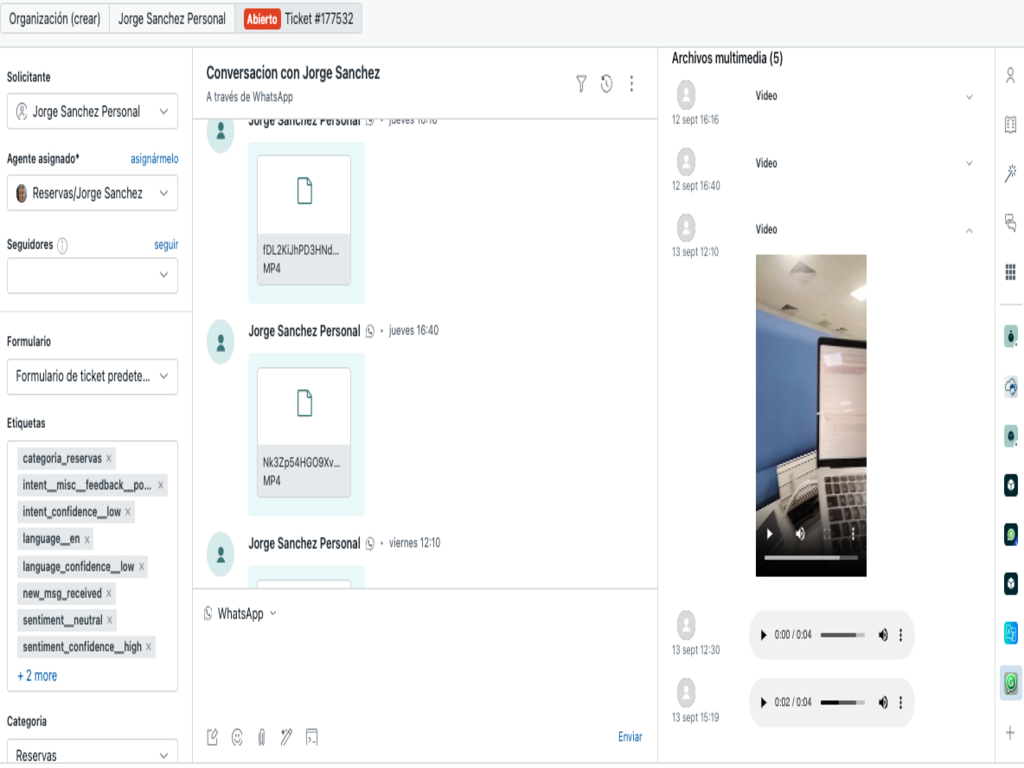 Organización (crear)
Jorge Sanchez Personal
Abierto Ticket #177532
Solicitante
Jorge Sanchez Personal
Agente asignado*
asignármelo
Reservas/Jorge Sanchez
Seguidores
seguir
Formulario
Formulario de ticket predete...
Etiquetas
categoria_reservas ×
intent__misc__feedback__po... ×
intent_confidence__low ×
language__en ×
language_confidence__low ×
new_msg_received ×
sentiment__neutral ×
sentiment_confidence__high ×
+ 2 more
Categoría
Reservas
Conversacion con Jorge Sanchez
A través de WhatsApp
Jorge Sanchez Personal • jueves 16:16
fDL2KiJhPD3HNd...
MP4
Jorge Sanchez Personal • jueves 16:40
Nk3Zp54HGO9Xv...
MP4
Jorge Sanchez Personal • viernes 12:10
WhatsApp
Enviar
Archivos multimedia (5)
Video
12 sept 16:16
Video
12 sept 16:40
Video
13 sept 12:10
0:00 / 0:04
13 sept 12:30
0:02 / 0:04
13 sept 15:19